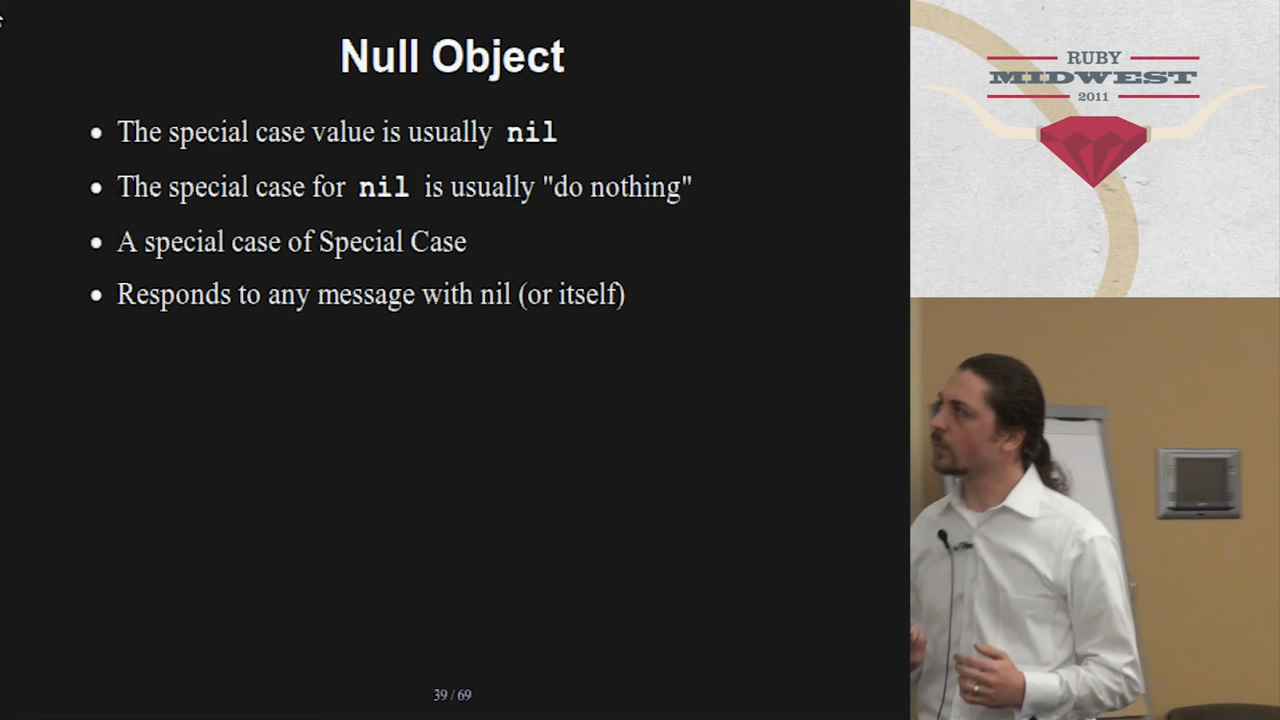 Null Object
The special case value is usually nil
The special case for nil is usually "do nothing"
A special case of Special Case
Responds to any message with nil (or itself)
39 / 69
RUBY
MIDWEST
2011